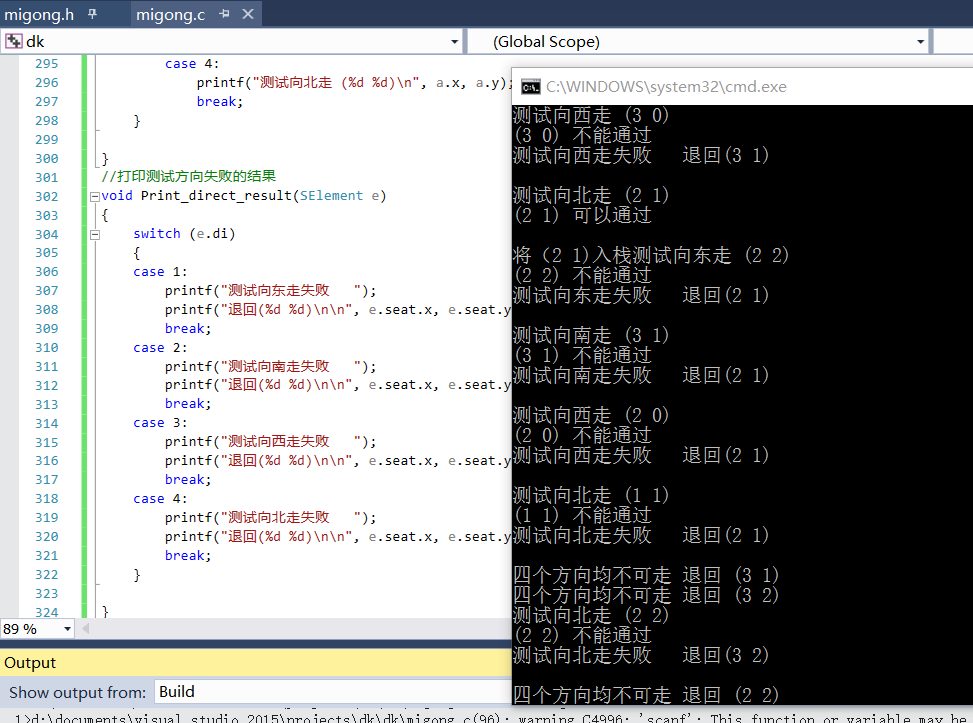 migong.h
migong.c
dk
(Global Scope)
295 case 4:
296 printf("测试向北走 (%d %d)\n", a.x, a.y);
297 break;
298 }
299
300 }
301 //打印测试方向失败的结果
302 void Print_direct_result(SElement e)
303 {
304 switch (e.di)
305 {
306 case 1:
307 printf("测试向东走失败   ");
308 printf("退回(%d %d)\n\n", e.seat.x, e.seat.y
309 break;
310 case 2:
311 printf("测试向南走失败   ");
312 printf("退回(%d %d)\n\n", e.seat.x, e.seat.y
313 break;
314 case 3:
315 printf("测试向西走失败   ");
316 printf("退回(%d %d)\n\n", e.seat.x, e.seat.y
317 break;
318 case 4:
319 printf("测试向北走失败   ");
320 printf("退回(%d %d)\n\n", e.seat.x, e.seat.y
321 break;
322 }
323
324 }
89 %
Output
Show output from: Build
1>d:\documents\visual studio 2015\projects\dk\dk\migong.c(96): warning C4996: 'scanf': This function or variable may be
C:\WINDOWS\system32\cmd.exe
测试向西走 (3 0)
(3 0) 不能通过
测试向西走失败   退回(3 1)
测试向北走 (2 1)
(2 1) 可以通过
将（2 1)入栈测试向东走 (2 2)
(2 2) 不能通过
测试向东走失败   退回(2 1)
测试向南走 (3 1)
(3 1) 不能通过
测试向南走失败   退回(2 1)
测试向西走 (2 0)
(2 0) 不能通过
测试向西走失败   退回(2 1)
测试向北走 (1 1)
(1 1) 不能通过
测试向北走失败   退回(2 1)
四个方向均不可走 退回 (3 1)
四个方向均不可走 退回 (3 2)
测试向北走 (2 2)
(2 2) 不能通过
测试向北走失败   退回(3 2)
四个方向均不可走 退回 (2 2)